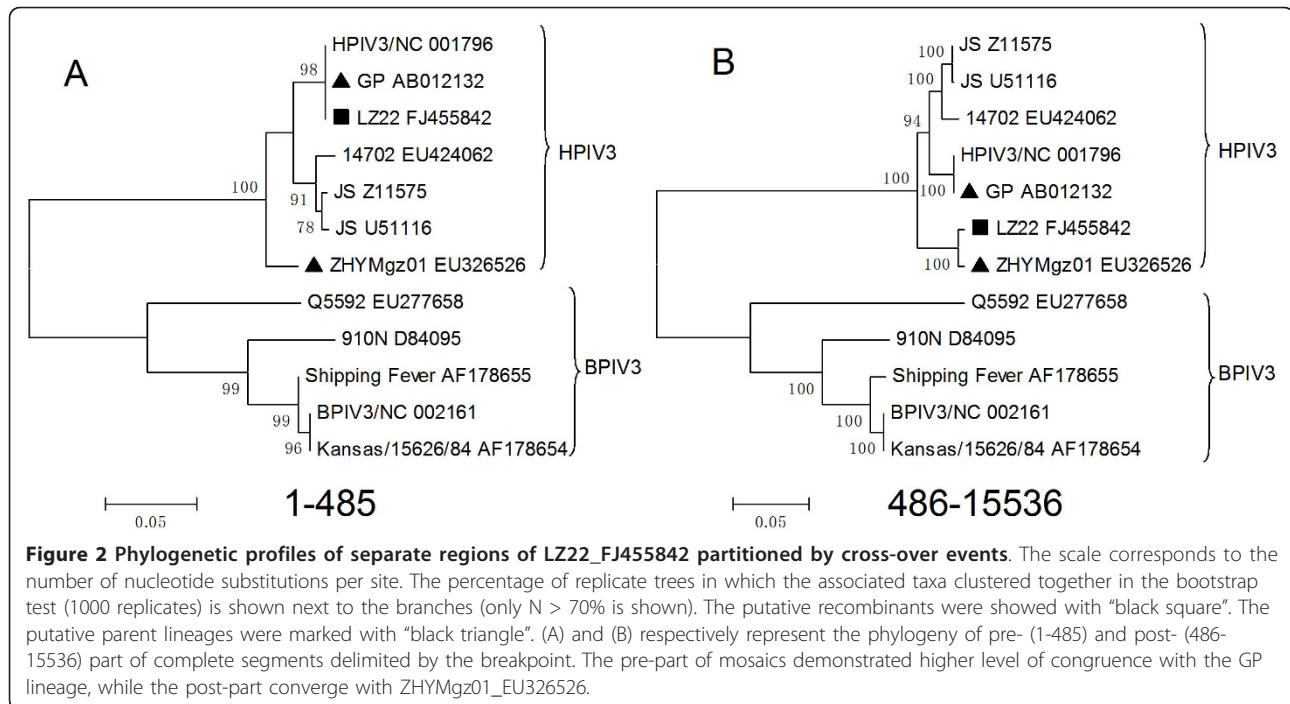 A
98
HPIV3/NC 001796
GP AB012132
LZ22 FJ455842
14702 EU424062
91
JS Z11575
78
JS U51116
100
ZHYMgz01 EU326526
HPIV3
Q5592 EU277658
910N D84095
99
Shipping Fever AF178655
99
BPIV3/NC 002161
96
Kansas/15626/84 AF178654
BPIV3
0.05
1-485
B
100
JS Z11575
100
JS U51116
14702 EU424062
94
HPIV3/NC 001796
100
GP AB012132
100
LZ22 FJ455842
100
ZHYMgz01 EU326526
HPIV3
Q5592 EU277658
910N D84095
100
Shipping Fever AF178655
100
BPIV3/NC 002161
100
Kansas/15626/84 AF178654
BPIV3
0.05
486-15536
Figure 2 Phylogenetic profiles of separate regions of LZ22_FJ455842 partitioned by cross-over events. The scale corresponds to the
number of nucleotide substitutions per site. The percentage of replicate trees in which the associated taxa clustered together in the bootstrap
test (1000 replicates) is shown next to the branches (only N > 70% is shown). The putative recombinants were showed with “black square”. The
putative parent lineages were marked with “black triangle”. (A) and (B) respectively represent the phylogeny of pre- (1-485) and post- (486-
15536) part of complete segments delimited by the breakpoint. The pre-part of mosaics demonstrated higher level of congruence with the GP
lineage, while the post-part converge with ZHYMgz01_EU326526.